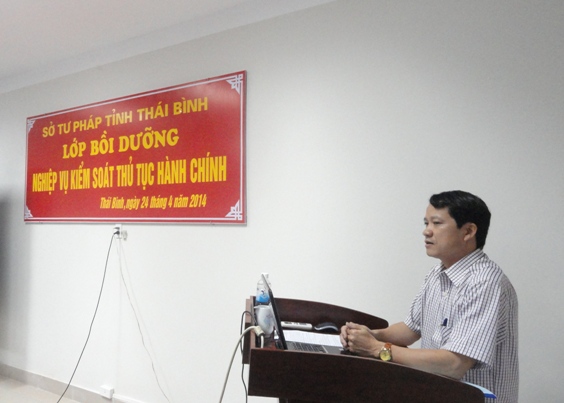 SỞ TƯ PHÁP TỈNH THÁI BÌNH
LỚP BỒI DƯỠNG
NGHIỆP VỤ KIỂM SOÁT THỦ TỤC HÀNH CHÍNH
Thái Bình, ngày 24 tháng 4 năm 2014